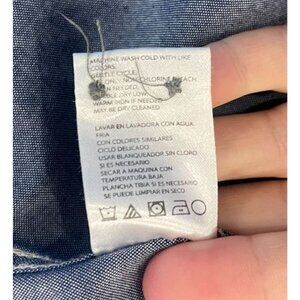 MACHINE WASH COLD WITH LIKE
COLORS.
GENTLE CYCLE
NON-CHLORINE BLEACH
NEEDED.
TUMBLE DRY LOW.
WARM IRON IF NEEDED
MAY BE DRY CLEANED
LAVAR EN LAVADORA CON AGUA
FRIA
CON COLORES SIMILARES
CICLO DELICADO
USAR BLANQUEADOR SIN CLORO
SI ES NECESARIO
SECAR A MAQUINA CON
TEMPERATURA BAJA
PLANCHA TIBIA SI ES NECESARIO
SE PUEDE LIMPIAR EN SECO